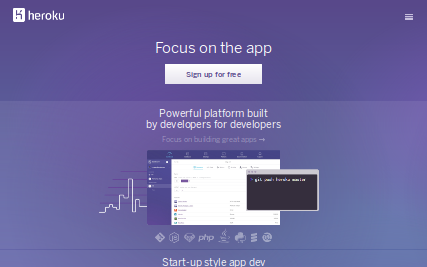 heroku
Focus on the app
Sign up for free
Powerful platform built
by developers for developers
Focus on building great apps →
git push heroku master
php
Start-up style app dev